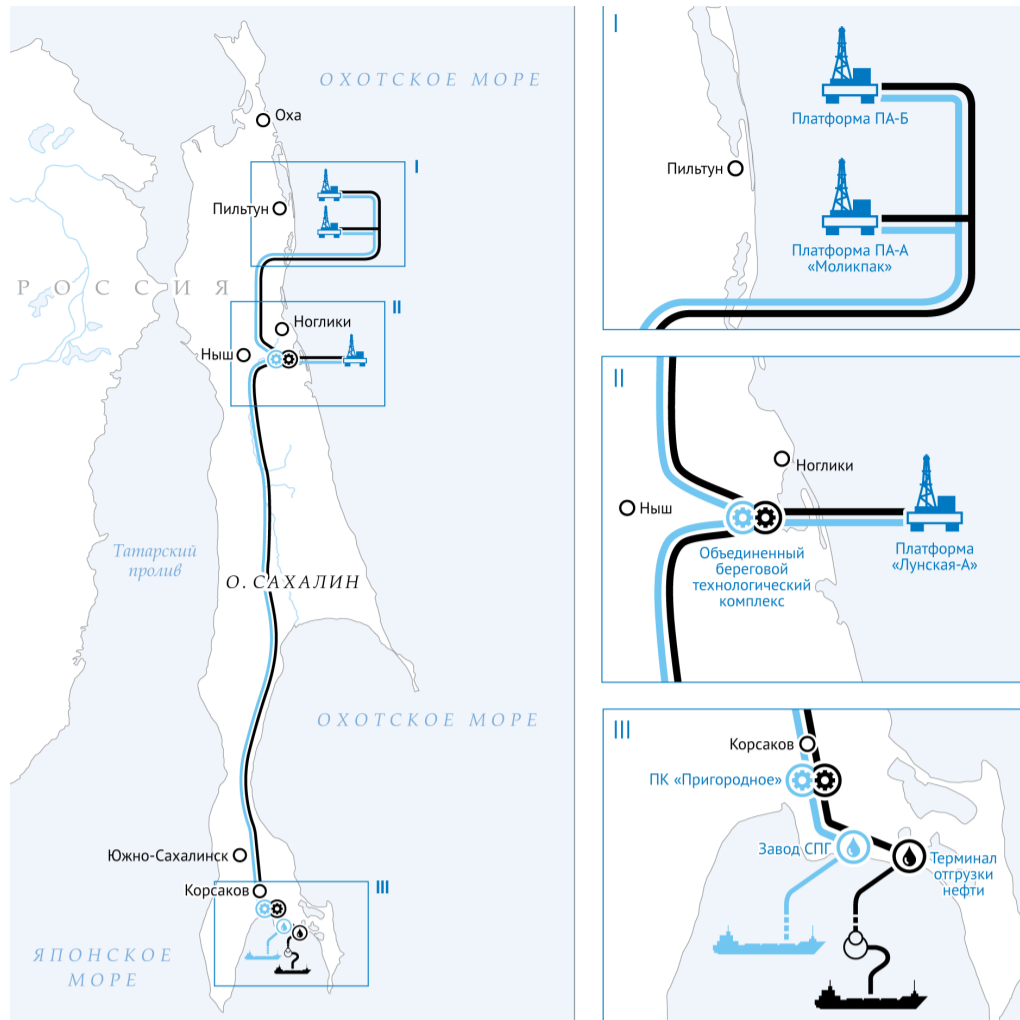 ОХОТСКОЕ МОРЕ
Оха
I
Пильтун
РОССИЯ
II
Ноглики
Ныш
Татарский
пролив
О. САХАЛИН
ОХОТСКОЕ МОРЕ
Южно-Сахалинск
Корсаков
III
ЯПОНСКОЕ
МОРЕ
I
Платформа ПА-Б
Пильтун
Платформа ПА-А
«Моликпак»
II
Ноглики
Ныш
Объединенный
береговой
технологический
комплекс
Платформа
«Лунская-А»
III
Корсаков
ПК «Пригородное»
Завод СПГ
Терминал
отгрузки
нефти